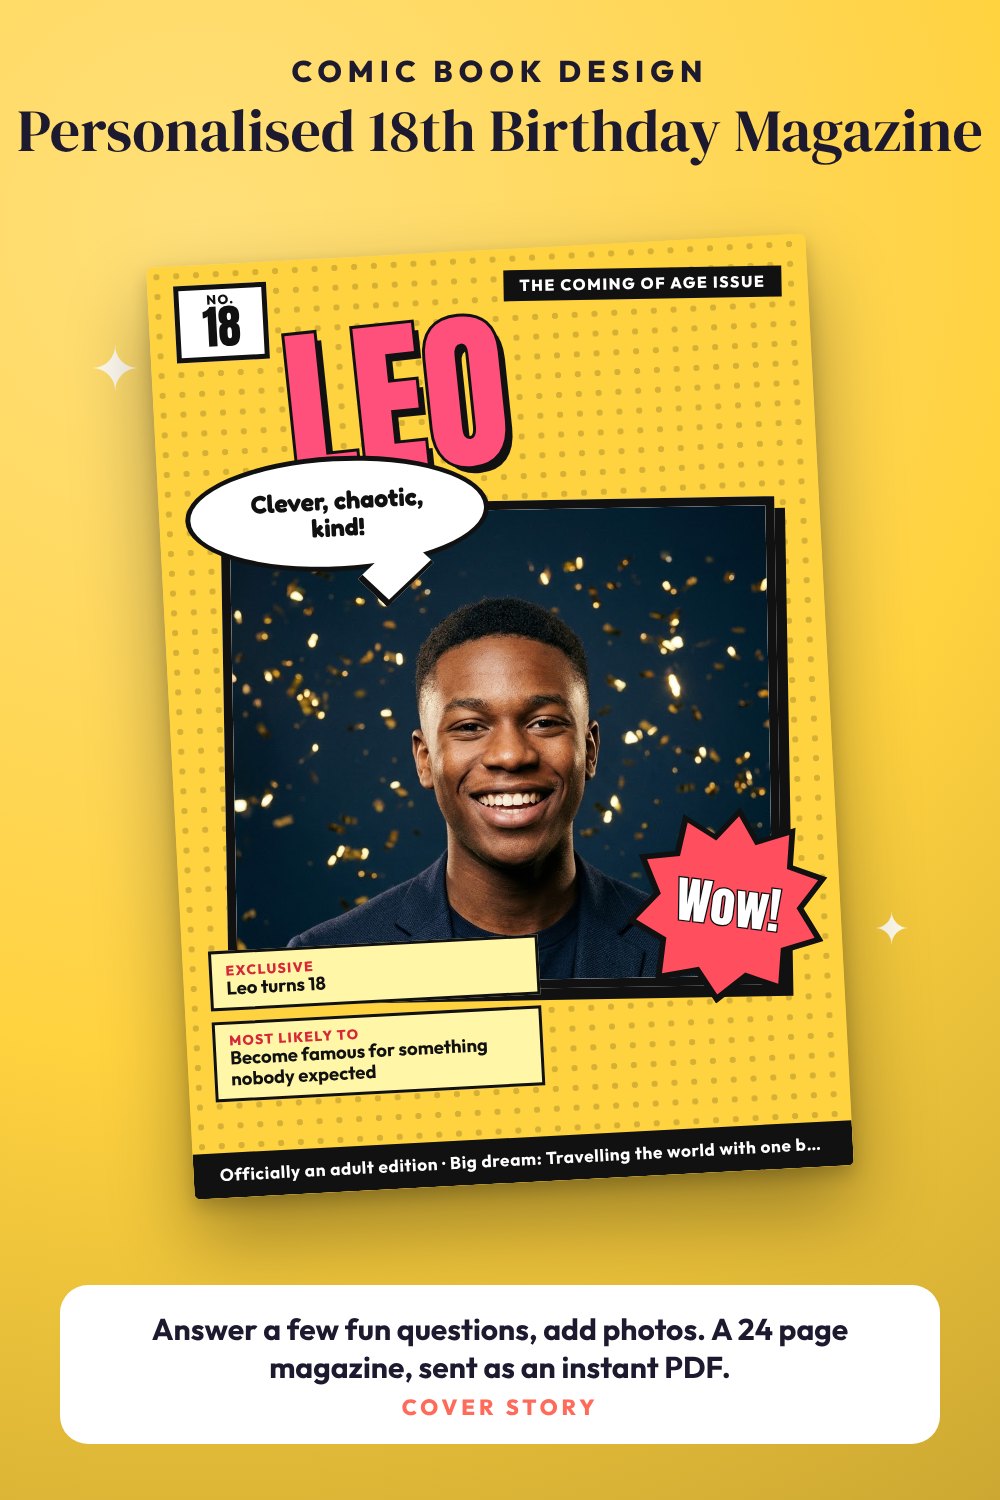 COMIC BOOK DESIGN
Personalised 18th Birthday Magazine
NO.
18
THE COMING OF AGE ISSUE
LEO
Clever, chaotic,
kind!
Wow!
EXCLUSIVE
Leo turns 18
MOST LIKELY TO
Become famous for something
nobody expected
Officially an adult edition · Big dream: Travelling the world with one b...
Answer a few fun questions, add photos. A 24 page
magazine, sent as an instant PDF.
COVER STORY